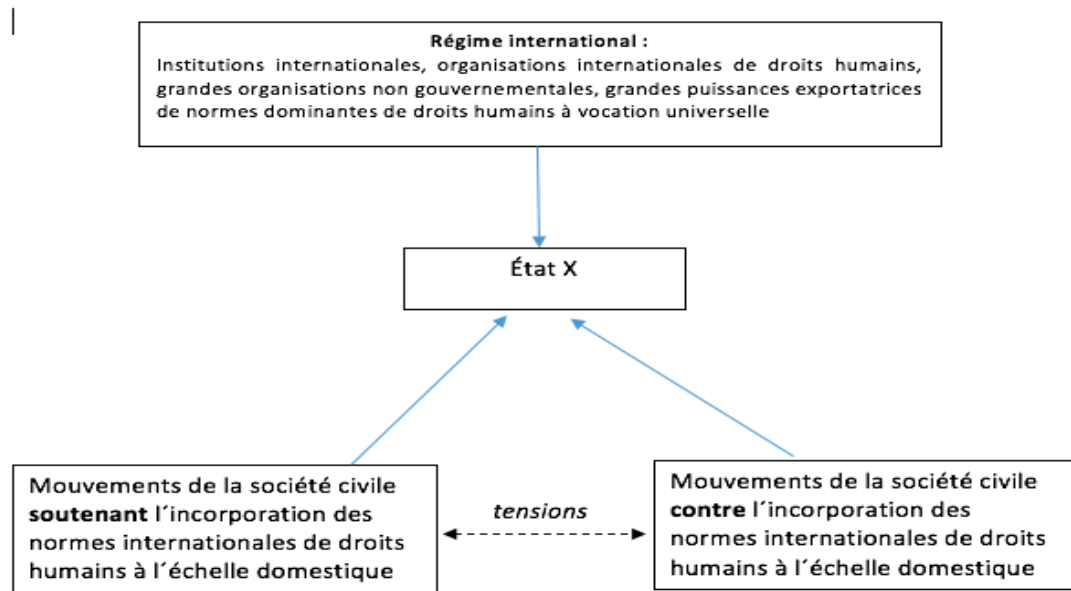 Régime international :
Institutions internationales, organisations internationales de droits humains,
grandes organisations non gouvernementales, grandes puissances exportatrices
de normes dominantes de droits humains à vocation universelle
État X
Mouvements de la société civile
soutenant l´incorporation des
normes internationales de droits
humains à l´échelle domestique
tensions
Mouvements de la société civile
contre l´incorporation des
normes internationales de droits
humains à l´échelle domestique